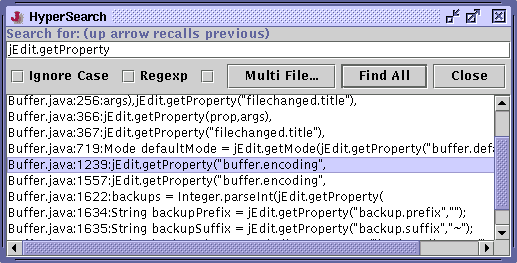 HyperSearch
Search for: (up arrow recalls previous)
jEdit.getProperty
Ignore Case Regexp Multi File... Find All Close
Buffer.java:256:args),jEdit.getProperty("filechanged.title"),
Buffer.java:366:jEdit.getProperty(prop,args),
Buffer.java:367:jEdit.getProperty("filechanged.title"),
Buffer.java:719:Mode defaultMode = jEdit.getMode(jEdit.getProperty("buffer.defa
Buffer.java:1239:jEdit.getProperty("buffer.encoding",
Buffer.java:1557:jEdit.getProperty("buffer.encoding",
Buffer.java:1622:backups = Integer.parseInt(jEdit.getProperty(
Buffer.java:1634:String backupPrefix = jEdit.getProperty("backup.prefix","");
Buffer.java:1635:String backupSuffix = jEdit.getProperty("backup.suffix","~");